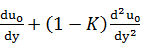 du₀/dy + (1 − K) d²u₀/dy²